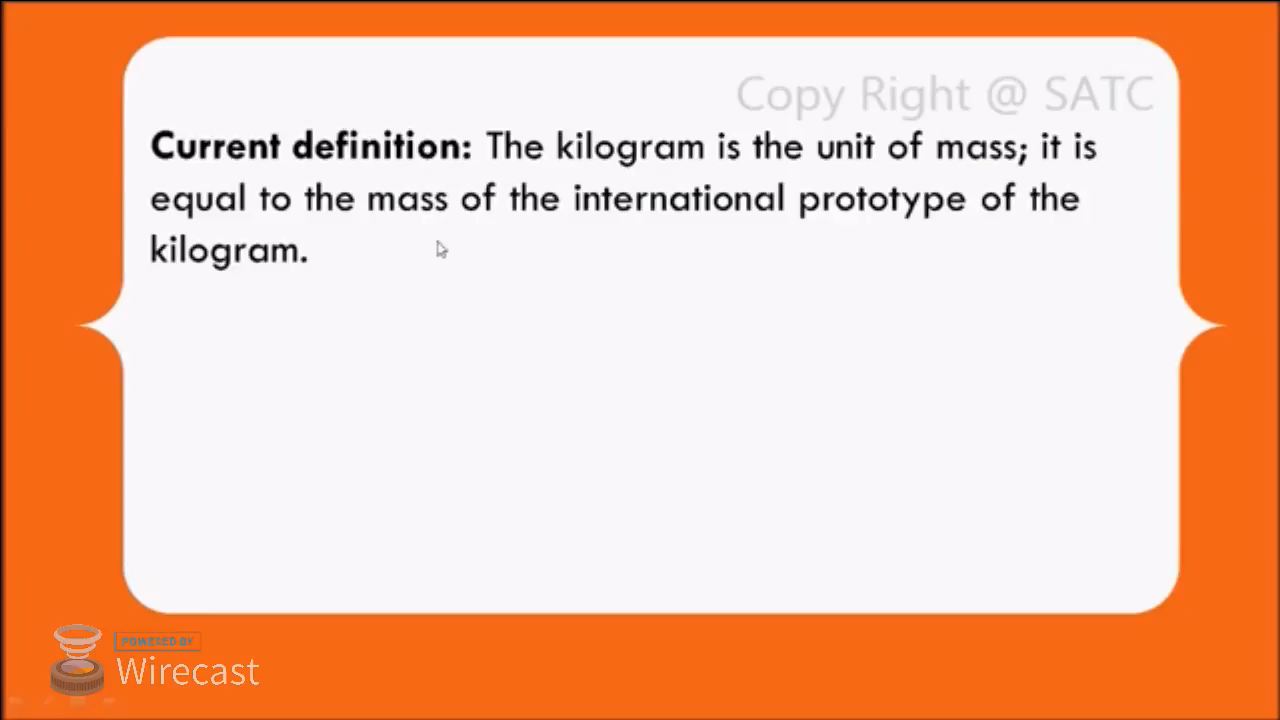 Copy Right @ SATC
Current definition: The kilogram is the unit of mass; it is
equal to the mass of the international prototype of the
kilogram.
POWERED BY
Wirecast